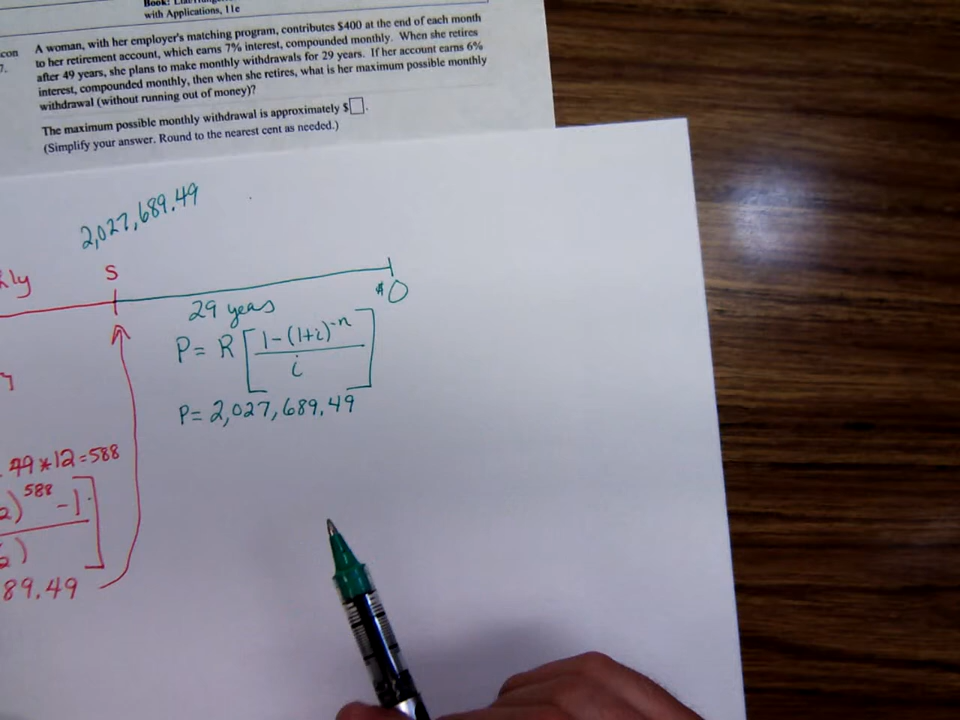 with Applications, 11e
con
7.
A woman, with her employer's matching program, contributes $400 at the end of each month
to her retirement account, which earns 7% interest, compounded monthly. When she retires
after 49 years, she plans to make monthly withdrawals for 29 years. If her account earns 6%
interest, compounded monthly, then when she retires, what is her maximum possible monthly
withdrawal (without running out of money)?
The maximum possible monthly withdrawal is approximately $ .
(Simplify your answer. Round to the nearest cent as needed.)
2,027,689.49
hly
S
$0
29 years
P= R [ 1-(1+i)^-n
i ]
P= 2,027,689.49
49*12=588
2)^588 -1
89.49